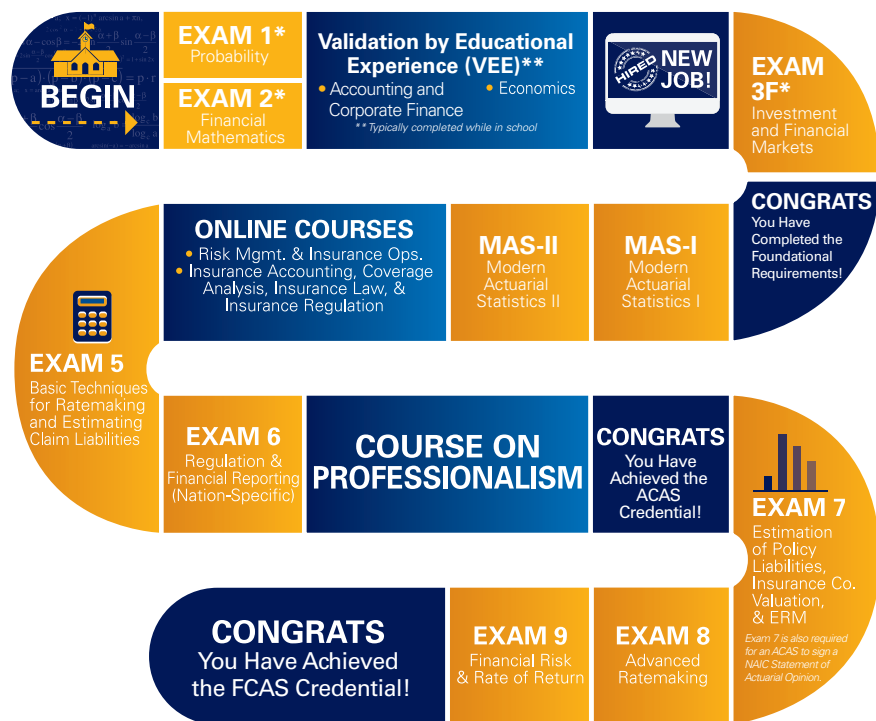 BEGIN
EXAM 1*
Probability
EXAM 2*
Financial
Mathematics
Validation by Educational
Experience (VEE)**
• Accounting and
Corporate Finance
• Economics
**Typically completed while in school
HIRED
NEW
JOB!
EXAM
3F*
Investment
and Financial
Markets
CONGRATS
You Have
Completed the
Foundational
Requirements!
MAS-I
Modern
Actuarial
Statistics I
MAS-II
Modern
Actuarial
Statistics II
ONLINE COURSES
• Risk Mgmt. & Insurance Ops.
• Insurance Accounting, Coverage
Analysis, Insurance Law, &
Insurance Regulation
EXAM 5
Basic Techniques
for Ratemaking
and Estimating
Claim Liabilities
EXAM 6
Regulation &
Financial Reporting
(Nation-Specific)
COURSE ON
PROFESSIONALISM
CONGRATS
You Have
Achieved the
ACAS
Credential!
EXAM 7
Estimation
of Policy
Liabilities,
Insurance Co.
Valuation,
& ERM
Exam 7 is also required
for an ACAS to sign a
NAIC Statement of
Actuarial Opinion.
EXAM 8
Advanced
Ratemaking
EXAM 9
Financial Risk
& Rate of Return
CONGRATS
You Have Achieved
the FCAS Credential!